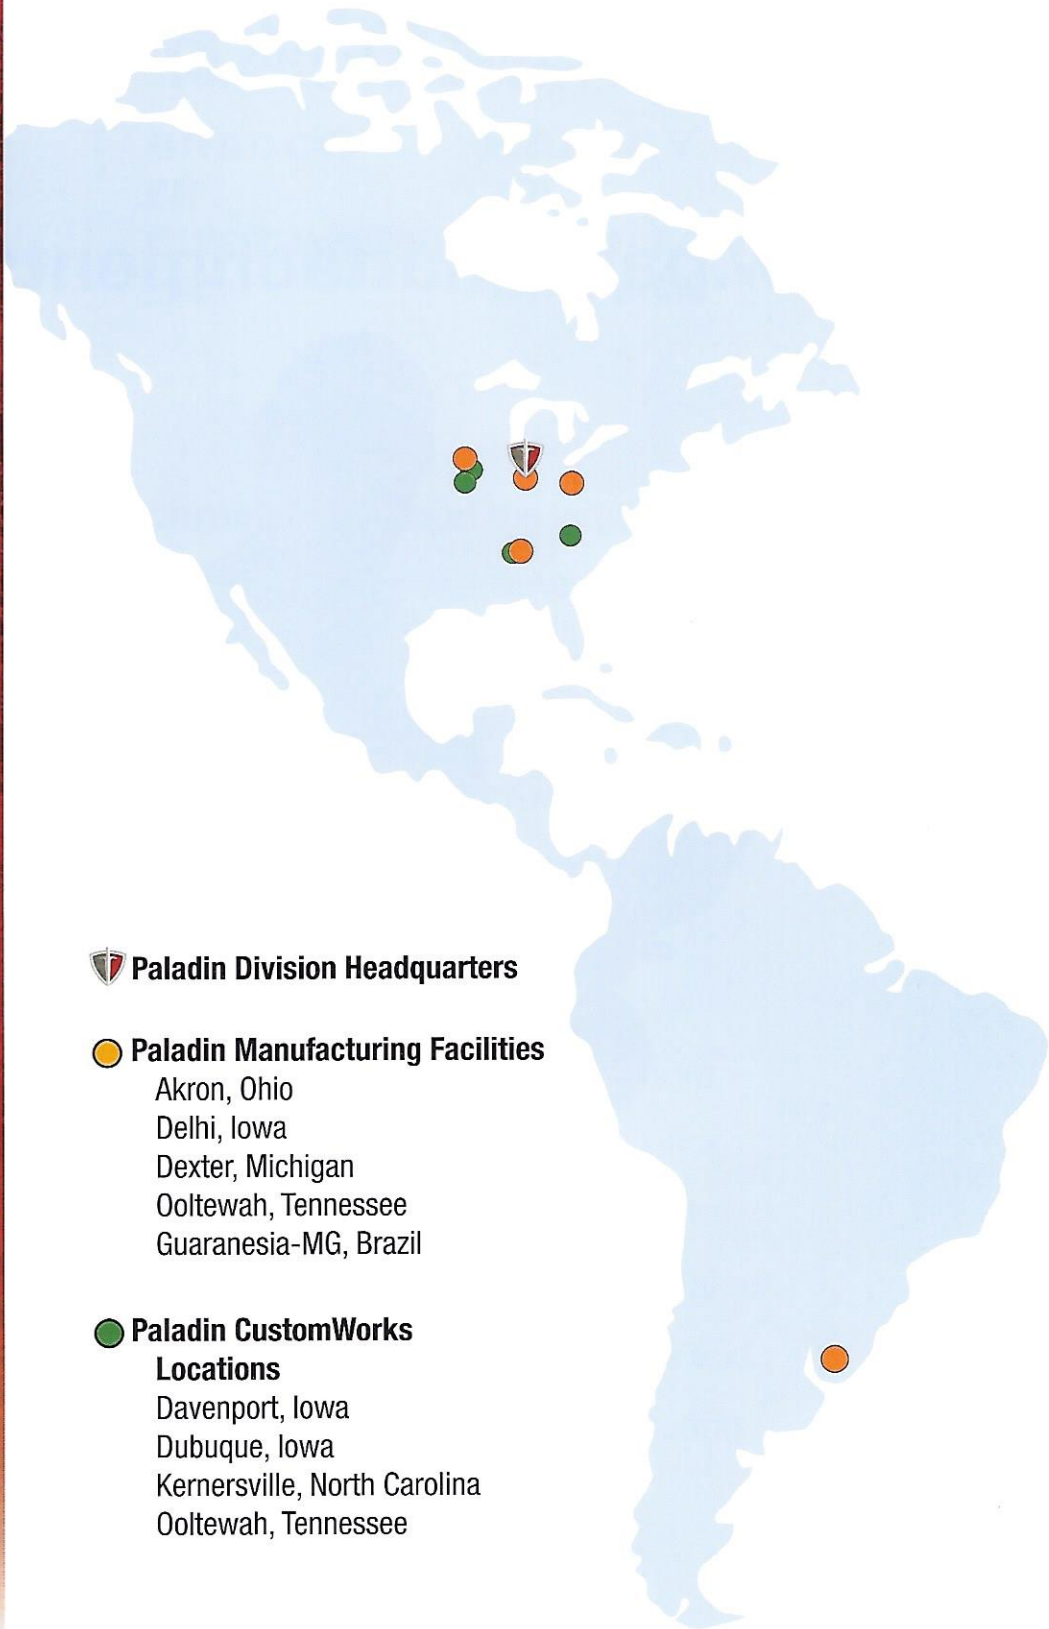 Paladin Division Headquarters
Paladin Manufacturing Facilities
Akron, Ohio
Delhi, Iowa
Dexter, Michigan
Ooltewah, Tennessee
Guaranesia-MG, Brazil
Paladin CustomWorks
Locations
Davenport, Iowa
Dubuque, Iowa
Kernersville, North Carolina
Ooltewah, Tennessee